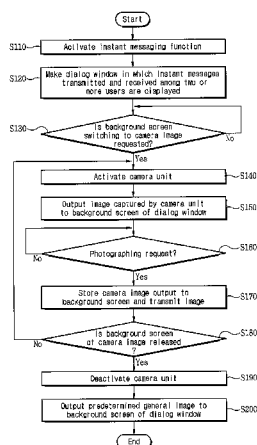 Start
S110
Activate instant messaging function
S120
Make dialog window in which instant messages
transmitted and received among two or
more users are displayed
S130
Is background screen
switching to camera image
requested?
No
Yes
Activate camera unit
S140
Output image captured by camera unit
to background screen of dialog window
S150
Photographing request?
S160
No
Yes
Store camera image output to
background screen and transmit image
S170
Is background screen
of camera image released
?
S180
No
Yes
Deactivate camera unit
S190
Output predetermined general image to
background screen of dialog window
S200
End